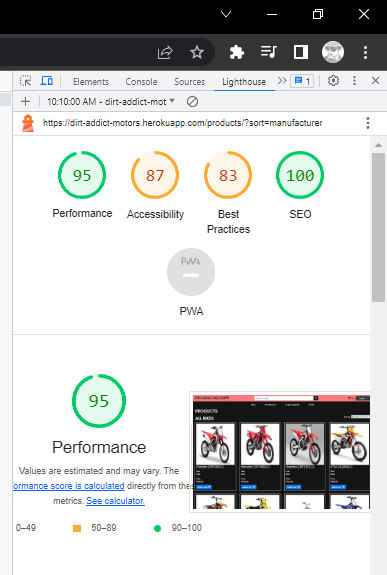 Elements Console Sources Lighthouse 1
10:10:00 AM - dirt-addict-mot
https://dirt-addict-motors.herokuapp.com/products/?sort=manufacturer
95 87 83 100
Performance Accessibility Best Practices SEO
PWA
PWA
95
Performance
Values are estimated and may vary. The
ormance score is calculated directly from thes
metrics. See calculator.
0–49 50–89 90–100
PRODUCTS
ALL BIKES